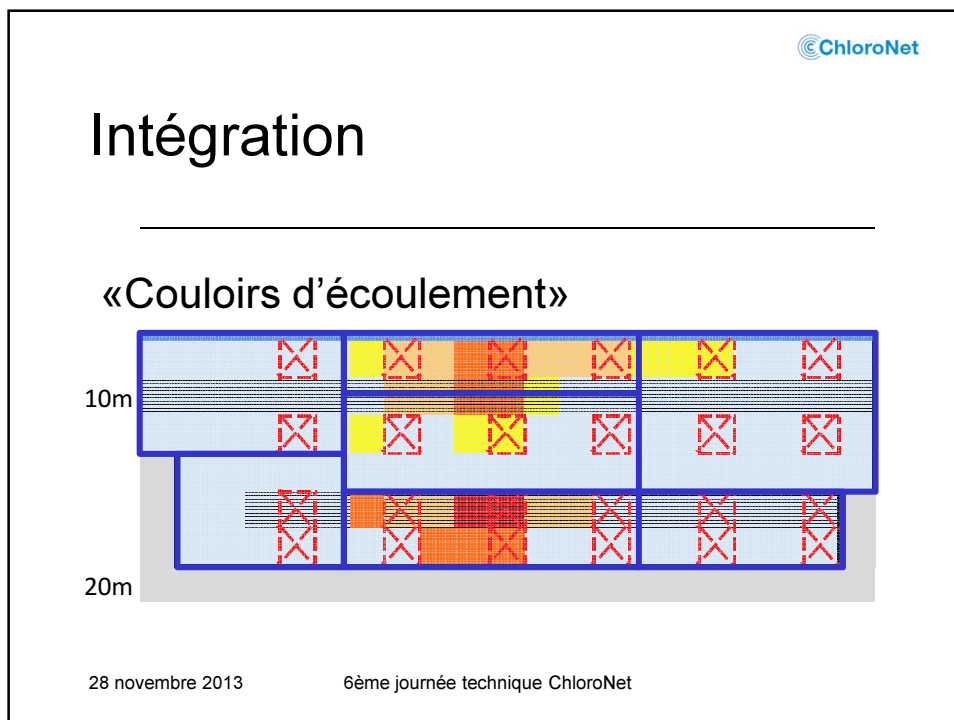 ChloroNet
Intégration
«Couloirs d’écoulement»
10m
20m
28 novembre 2013
6ème journée technique ChloroNet